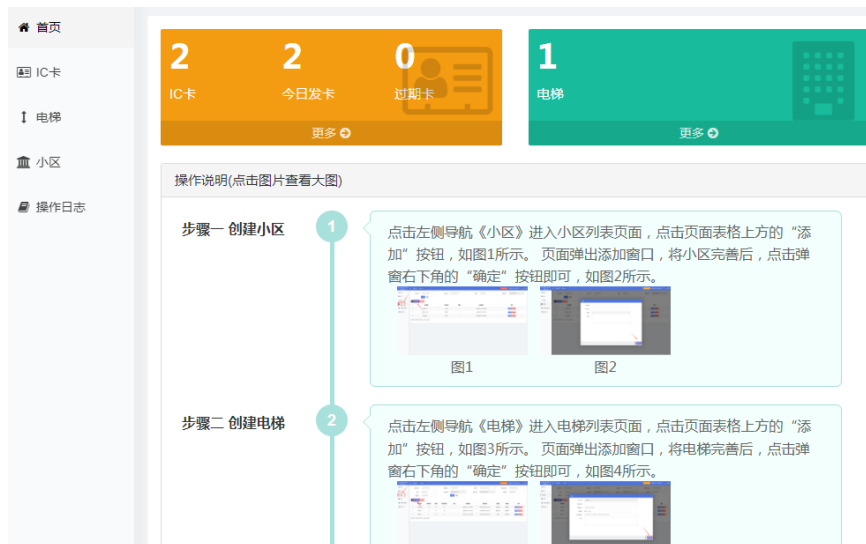 首页
IC卡
电梯
小区
操作日志
2
2
0
IC卡
今日发卡
过期卡
更多
1
电梯
更多
操作说明(点击图片查看大图)
步骤一 创建小区
1
点击左侧导航《小区》进入小区列表页面，点击页面表格上方的“添
加”按钮，如图1所示。 页面弹出添加窗口，将小区完善后，点击弹
窗右下角的“确定”按钮即可，如图2所示。
图1
图2
步骤二 创建电梯
2
点击左侧导航《电梯》进入电梯列表页面，点击页面表格上方的“添
加”按钮，如图3所示。 页面弹出添加窗口，将电梯完善后，点击弹
窗右下角的“确定”按钮即可，如图4所示。